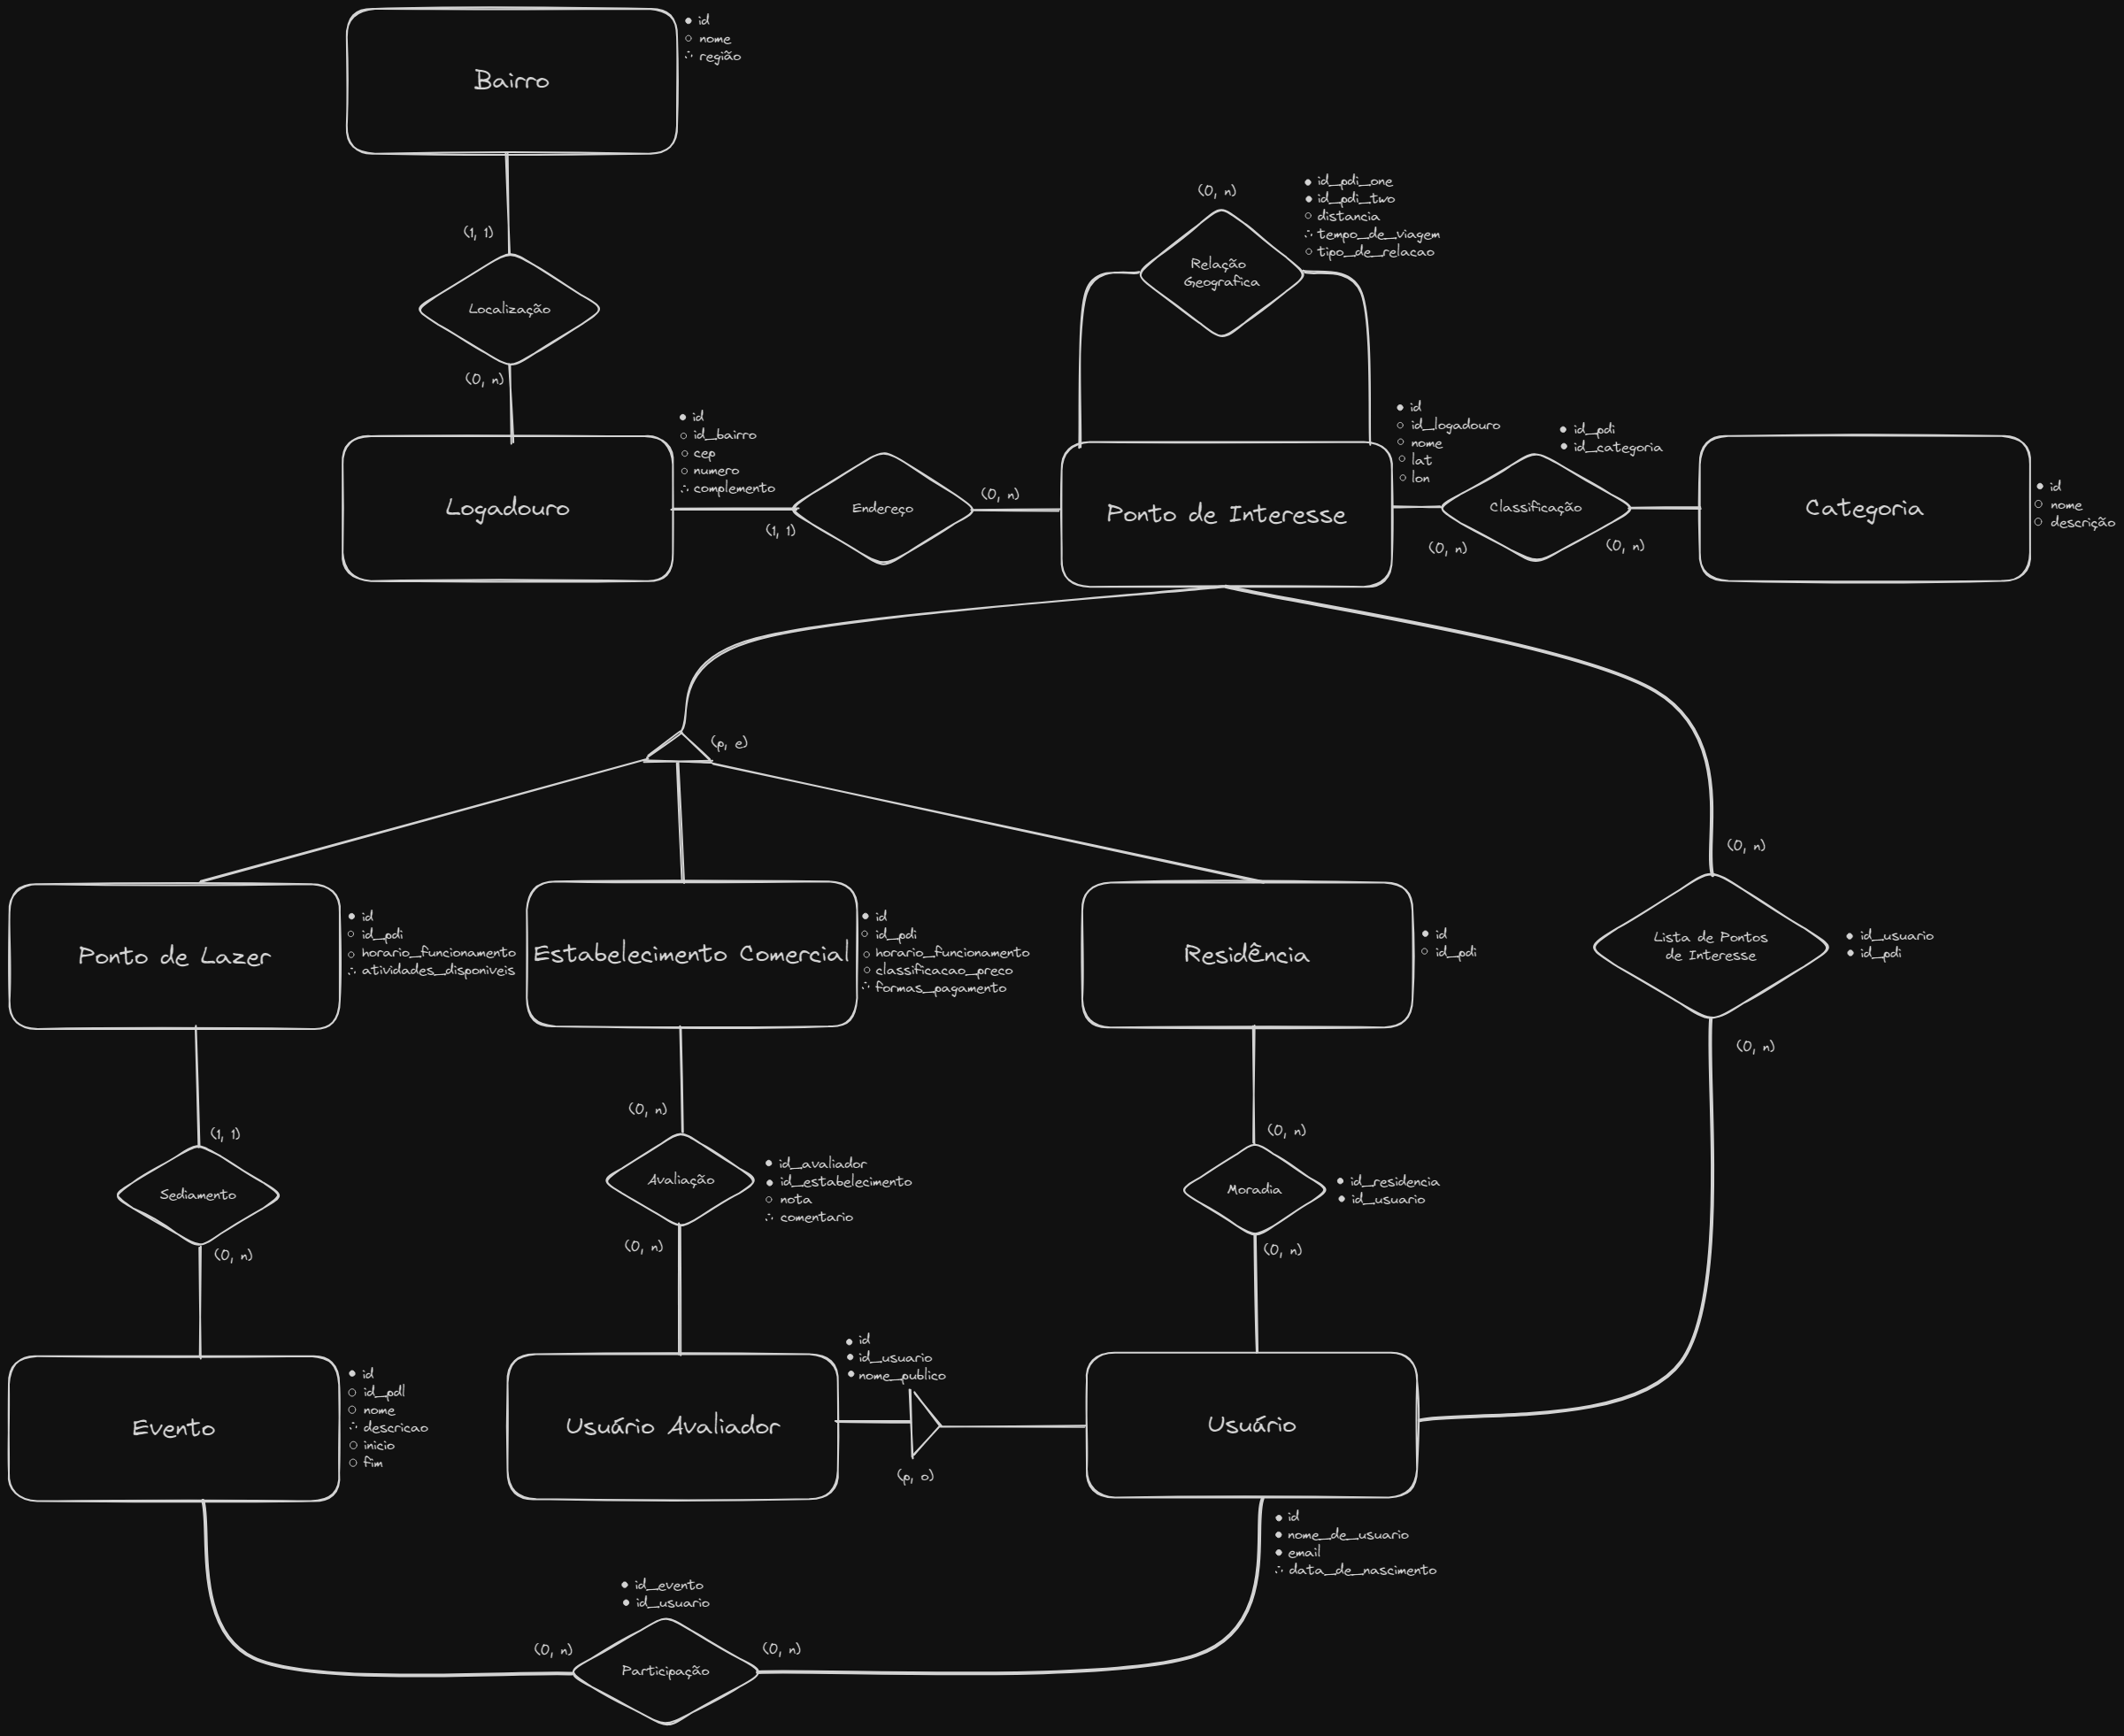 Bairro
id
nome
região
(1, 1)
Localização
(0, n)
Logadouro
id
id_bairro
cep
numero
complemento
(1, 1)
Endereço
(0, n)
(0, n)
Relação
Geografica
id_pdi_one
id_pdi_two
distancia
tempo_de_viagem
tipo_de_relacao
Ponto de Interesse
id
id_logadouro
nome
lat
lon
(0, n)
Classificação
id_pdi
id_categoria
(0, n)
Categoria
id
nome
descrição
(p, e)
Ponto de Lazer
id
id_pdi
horario_funcionamento
atividades_disponiveis
Estabelecimento Comercial
id
id_pdi
horario_funcionamento
classificacao_preco
formas_pagamento
Residência
id
id_pdi
(0, n)
Lista de Pontos
de Interesse
id_usuario
id_pdi
(0, n)
(1, 1)
Sediamento
(0, n)
(0, n)
Avaliação
id_avaliador
id_estabelecimento
nota
comentario
(0, n)
(0, n)
Moradia
id_residencia
id_usuario
(0, n)
Evento
id
id_pdl
nome
descricao
inicio
fim
Usuário Avaliador
id
id_usuario
nome_publico
(p, o)
Usuário
id
nome_de_usuario
email
data_de_nascimento
id_evento
id_usuario
(0, n)
Participação
(0, n)